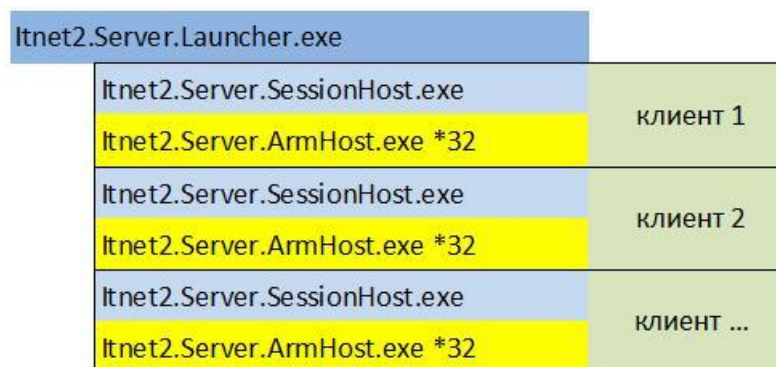 Itnet2.Server.Launcher.exe
Itnet2.Server.SessionHost.exe
Itnet2.Server.ArmHost.exe *32
клиент 1
Itnet2.Server.SessionHost.exe
Itnet2.Server.ArmHost.exe *32
клиент 2
Itnet2.Server.SessionHost.exe
Itnet2.Server.ArmHost.exe *32
клиент ...